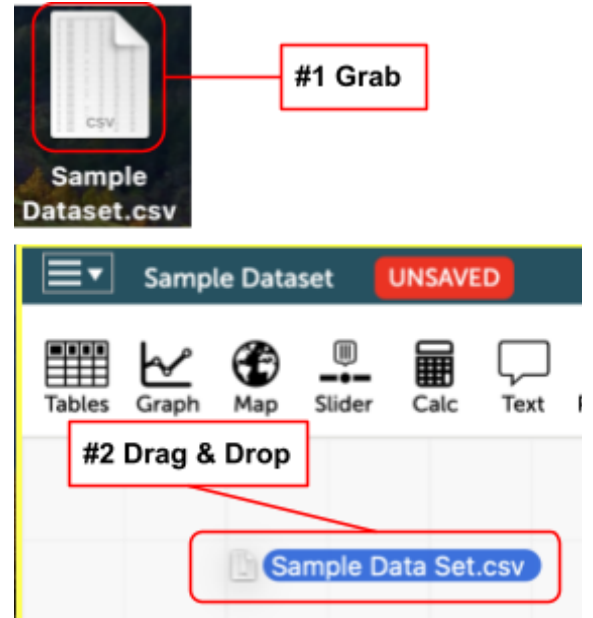 CSV
#1 Grab
Sample
Dataset.csv
Sample Dataset UNSAVED
Tables Graph Map Slider Calc Text
#2 Drag & Drop
Sample Data Set.csv